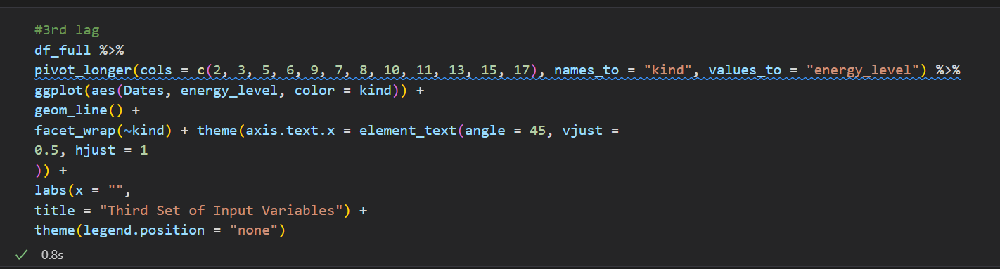 #3rd lag
df_full %>%
pivot_longer(cols = c(2, 3, 5, 6, 9, 7, 8, 10, 11, 13, 15, 17), names_to = "kind", values_to = "energy_level") %>%
ggplot(aes(Dates, energy_level, color = kind)) +
geom_line() +
facet_wrap(~kind) + theme(axis.text.x = element_text(angle = 45, vjust =
0.5, hjust = 1
)) +
labs(x = "",
title = "Third Set of Input Variables") +
theme(legend.position = "none")
0.8s